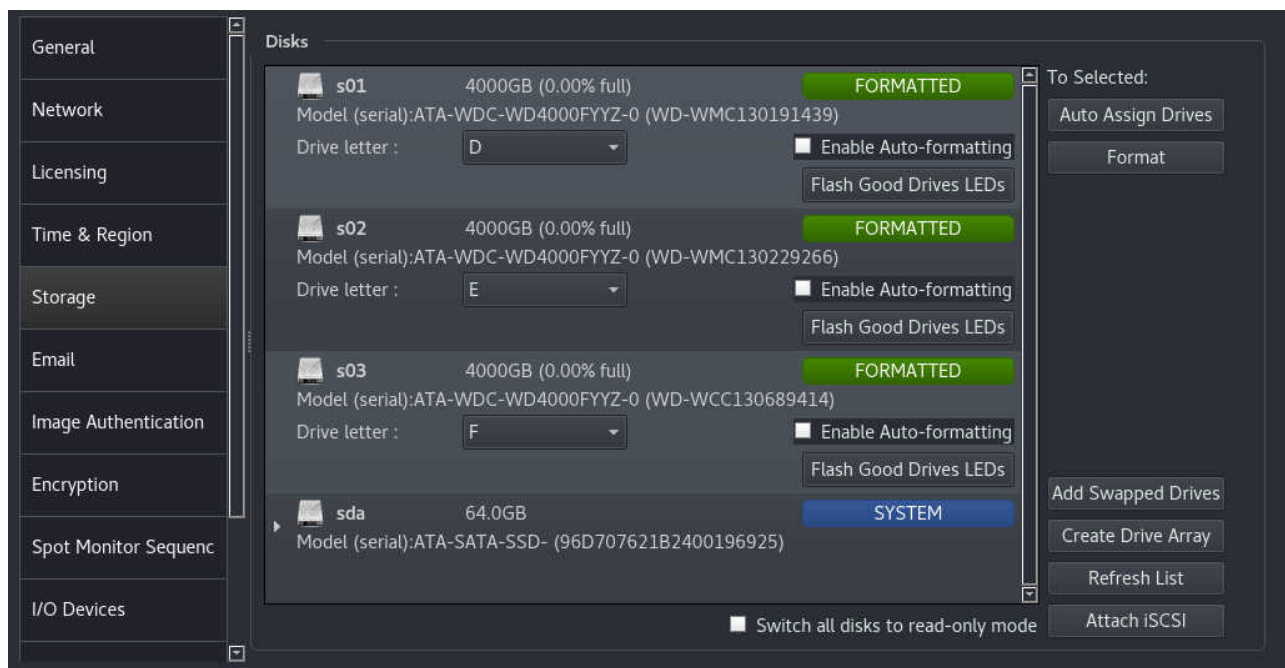 General
Network
Licensing
Time & Region
Storage
Email
Image Authentication
Encryption
Spot Monitor Sequenc
I/O Devices
Disks
s01 4000GB (0.00% full) FORMATTED
Model (serial):ATA-WDC-WD4000FYYZ-0 (WD-WMC130191439)
Drive letter : D Enable Auto-formatting
Flash Good Drives LEDs
s02 4000GB (0.00% full) FORMATTED
Model (serial):ATA-WDC-WD4000FYYZ-0 (WD-WMC130229266)
Drive letter : E Enable Auto-formatting
Flash Good Drives LEDs
s03 4000GB (0.00% full) FORMATTED
Model (serial):ATA-WDC-WD4000FYYZ-0 (WD-WCC130689414)
Drive letter : F Enable Auto-formatting
Flash Good Drives LEDs
sda 64.0GB SYSTEM
Model (serial):ATA-SATA-SSD- (96D707621B2400196925)
Switch all disks to read-only mode
To Selected:
Auto Assign Drives
Format
Add Swapped Drives
Create Drive Array
Refresh List
Attach iSCSI